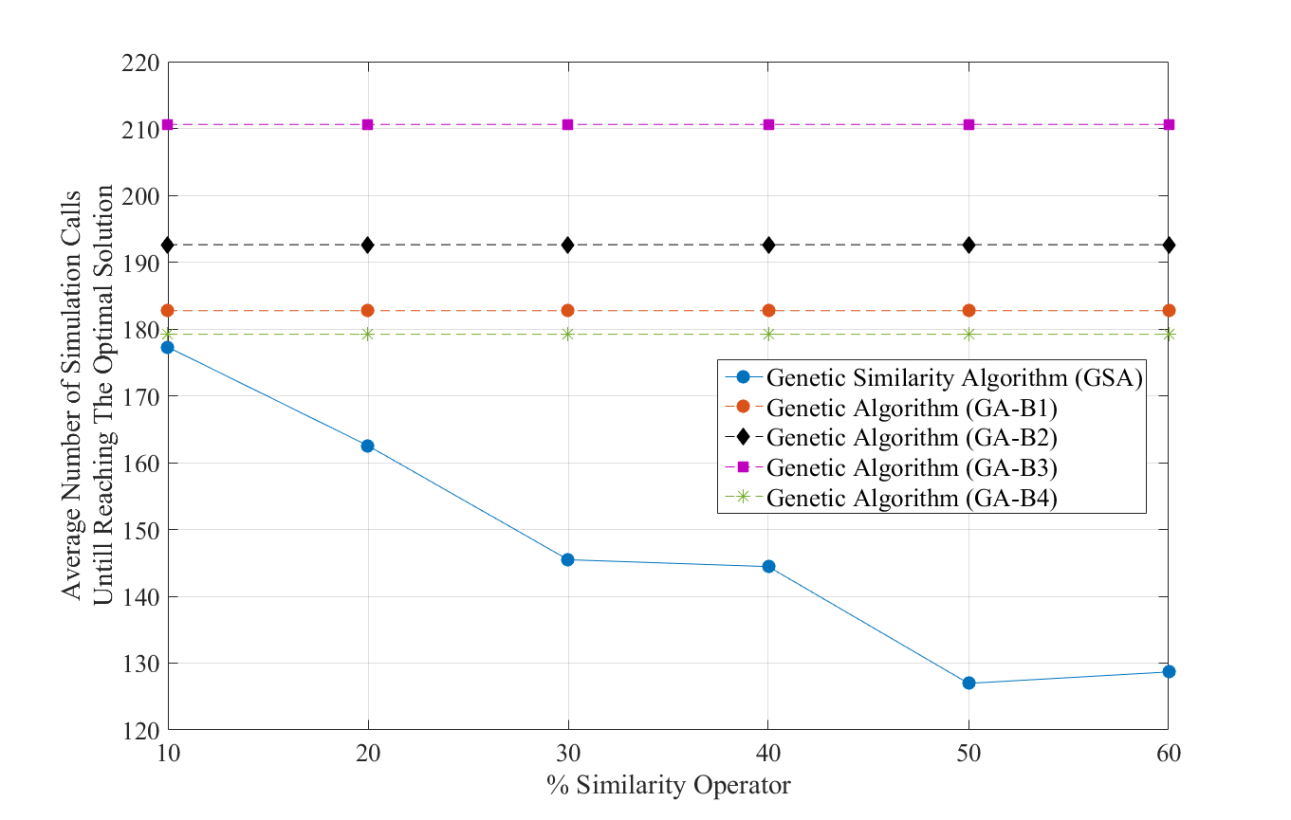 220
210
200
190
180
170
160
150
140
130
120
10 20 30 40 50 60
% Similarity Operator
Average Number of Simulation Calls
Untill Reaching The Optimal Solution
Genetic Similarity Algorithm (GSA)
Genetic Algorithm (GA-B1)
Genetic Algorithm (GA-B2)
Genetic Algorithm (GA-B3)
Genetic Algorithm (GA-B4)